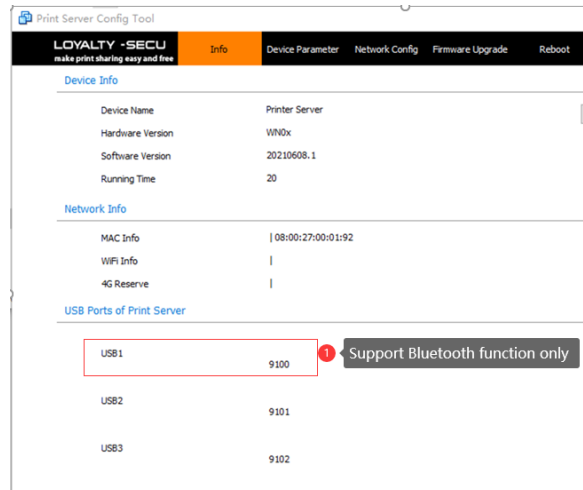 Print Server Config Tool
LOYALTY -SECU
make print sharing easy and free
Info
Device Parameter
Network Config
Firmware Upgrade
Reboot
Device Info
Device Name Printer Server
Hardware Version WN0x
Software Version 20210608.1
Running Time 20
Network Info
MAC Info | 08:00:27:00:01:92
WiFi Info |
4G Reserve |
USB Ports of Print Server
USB1
9100
1 Support Bluetooth function only
USB2
9101
USB3
9102